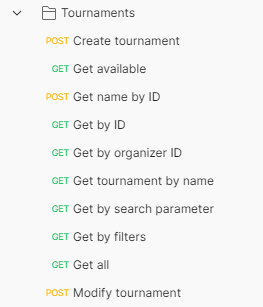 Tournaments
POST Create tournament
GET Get available
POST Get name by ID
GET Get by ID
GET Get by organizer ID
GET Get tournament by name
GET Get by search parameter
GET Get by filters
GET Get all
POST Modify tournament